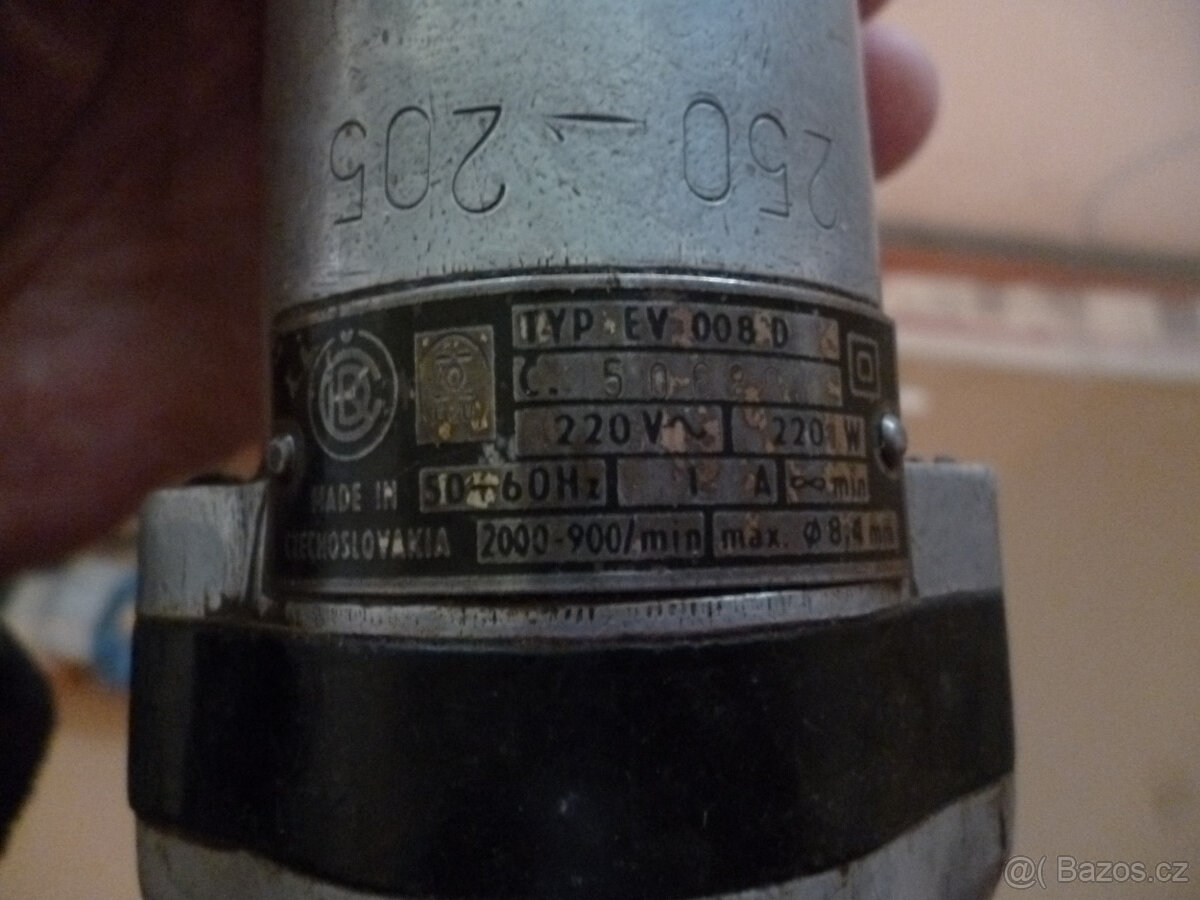 250-205
TYP EV 008 D
Č.
220 V~ 220 W
MADE IN 50-60Hz 1 A ∞ min
CZECHOSLOVAKIA 2000-900/min max. ø 8,4 mm
@( Bazos.cz